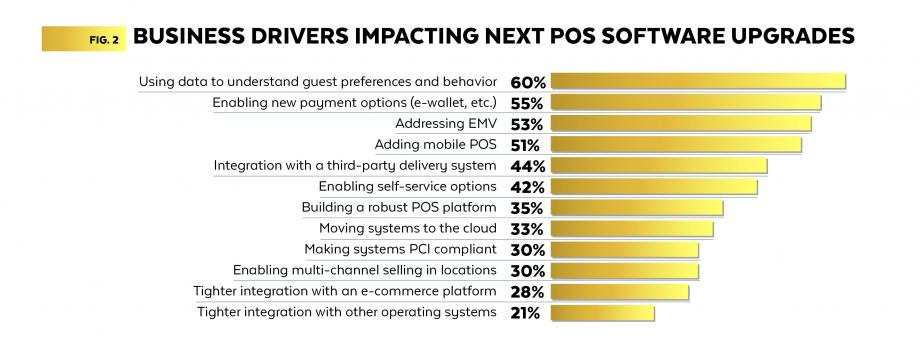 FIG. 2 BUSINESS DRIVERS IMPACTING NEXT POS SOFTWARE UPGRADES
Using data to understand guest preferences and behavior 60%
Enabling new payment options (e-wallet, etc.) 55%
Addressing EMV 53%
Adding mobile POS 51%
Integration with a third-party delivery system 44%
Enabling self-service options 42%
Building a robust POS platform 35%
Moving systems to the cloud 33%
Making systems PCI compliant 30%
Enabling multi-channel selling in locations 30%
Tighter integration with an e-commerce platform 28%
Tighter integration with other operating systems 21%